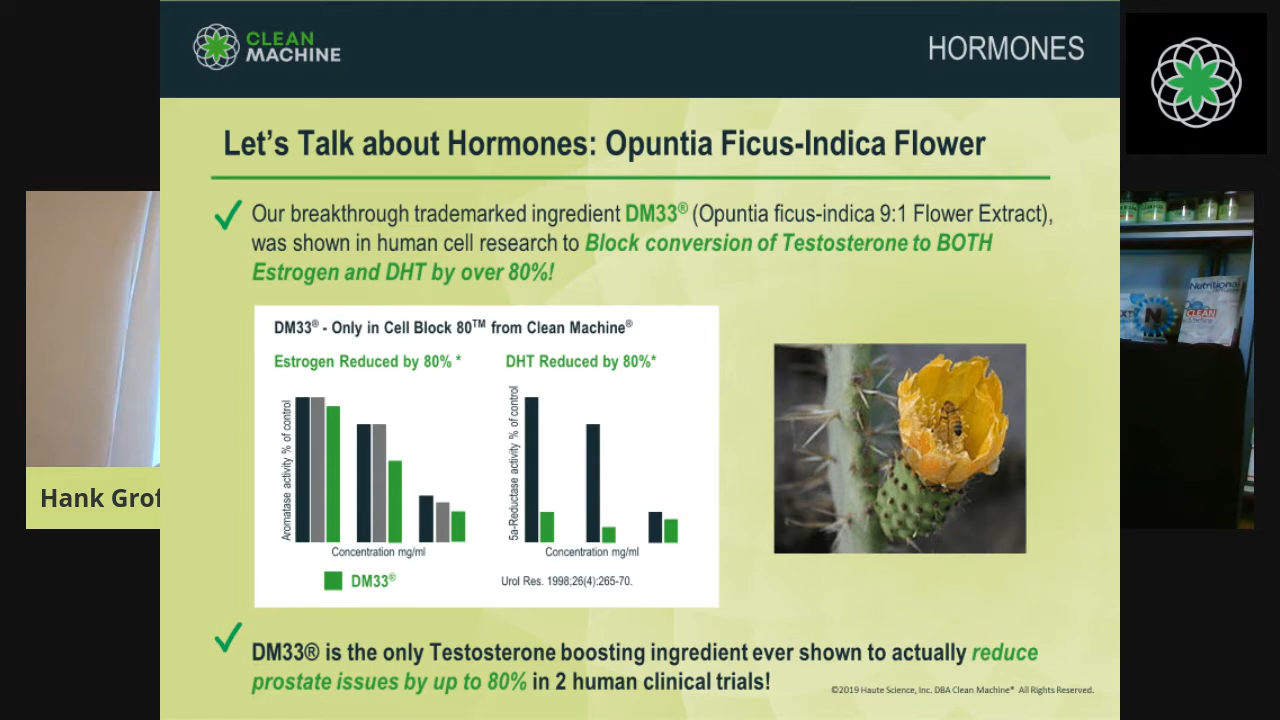 CLEAN
MACHINE
HORMONES
Let's Talk about Hormones: Opuntia Ficus-Indica Flower
Our breakthrough trademarked ingredient DM33® (Opuntia ficus-indica 9:1 Flower Extract),
was shown in human cell research to Block conversion of Testosterone to BOTH
Estrogen and DHT by over 80%!
DM33® - Only in Cell Block 80™ from Clean Machine®
Estrogen Reduced by 80% *
DHT Reduced by 80%*
Aromatase activity % of control
5a-Reductase activity % of control
Concentration mg/ml
Concentration mg/ml
DM33®
Urol Res. 1998;26(4):265-70.
DM33® is the only Testosterone boosting ingredient ever shown to actually reduce
prostate issues by up to 80% in 2 human clinical trials!
©2019 Haute Science, Inc. DBA Clean Machine® All Rights Reserved.
Hank Grof
Nutritional
N
CLEAN